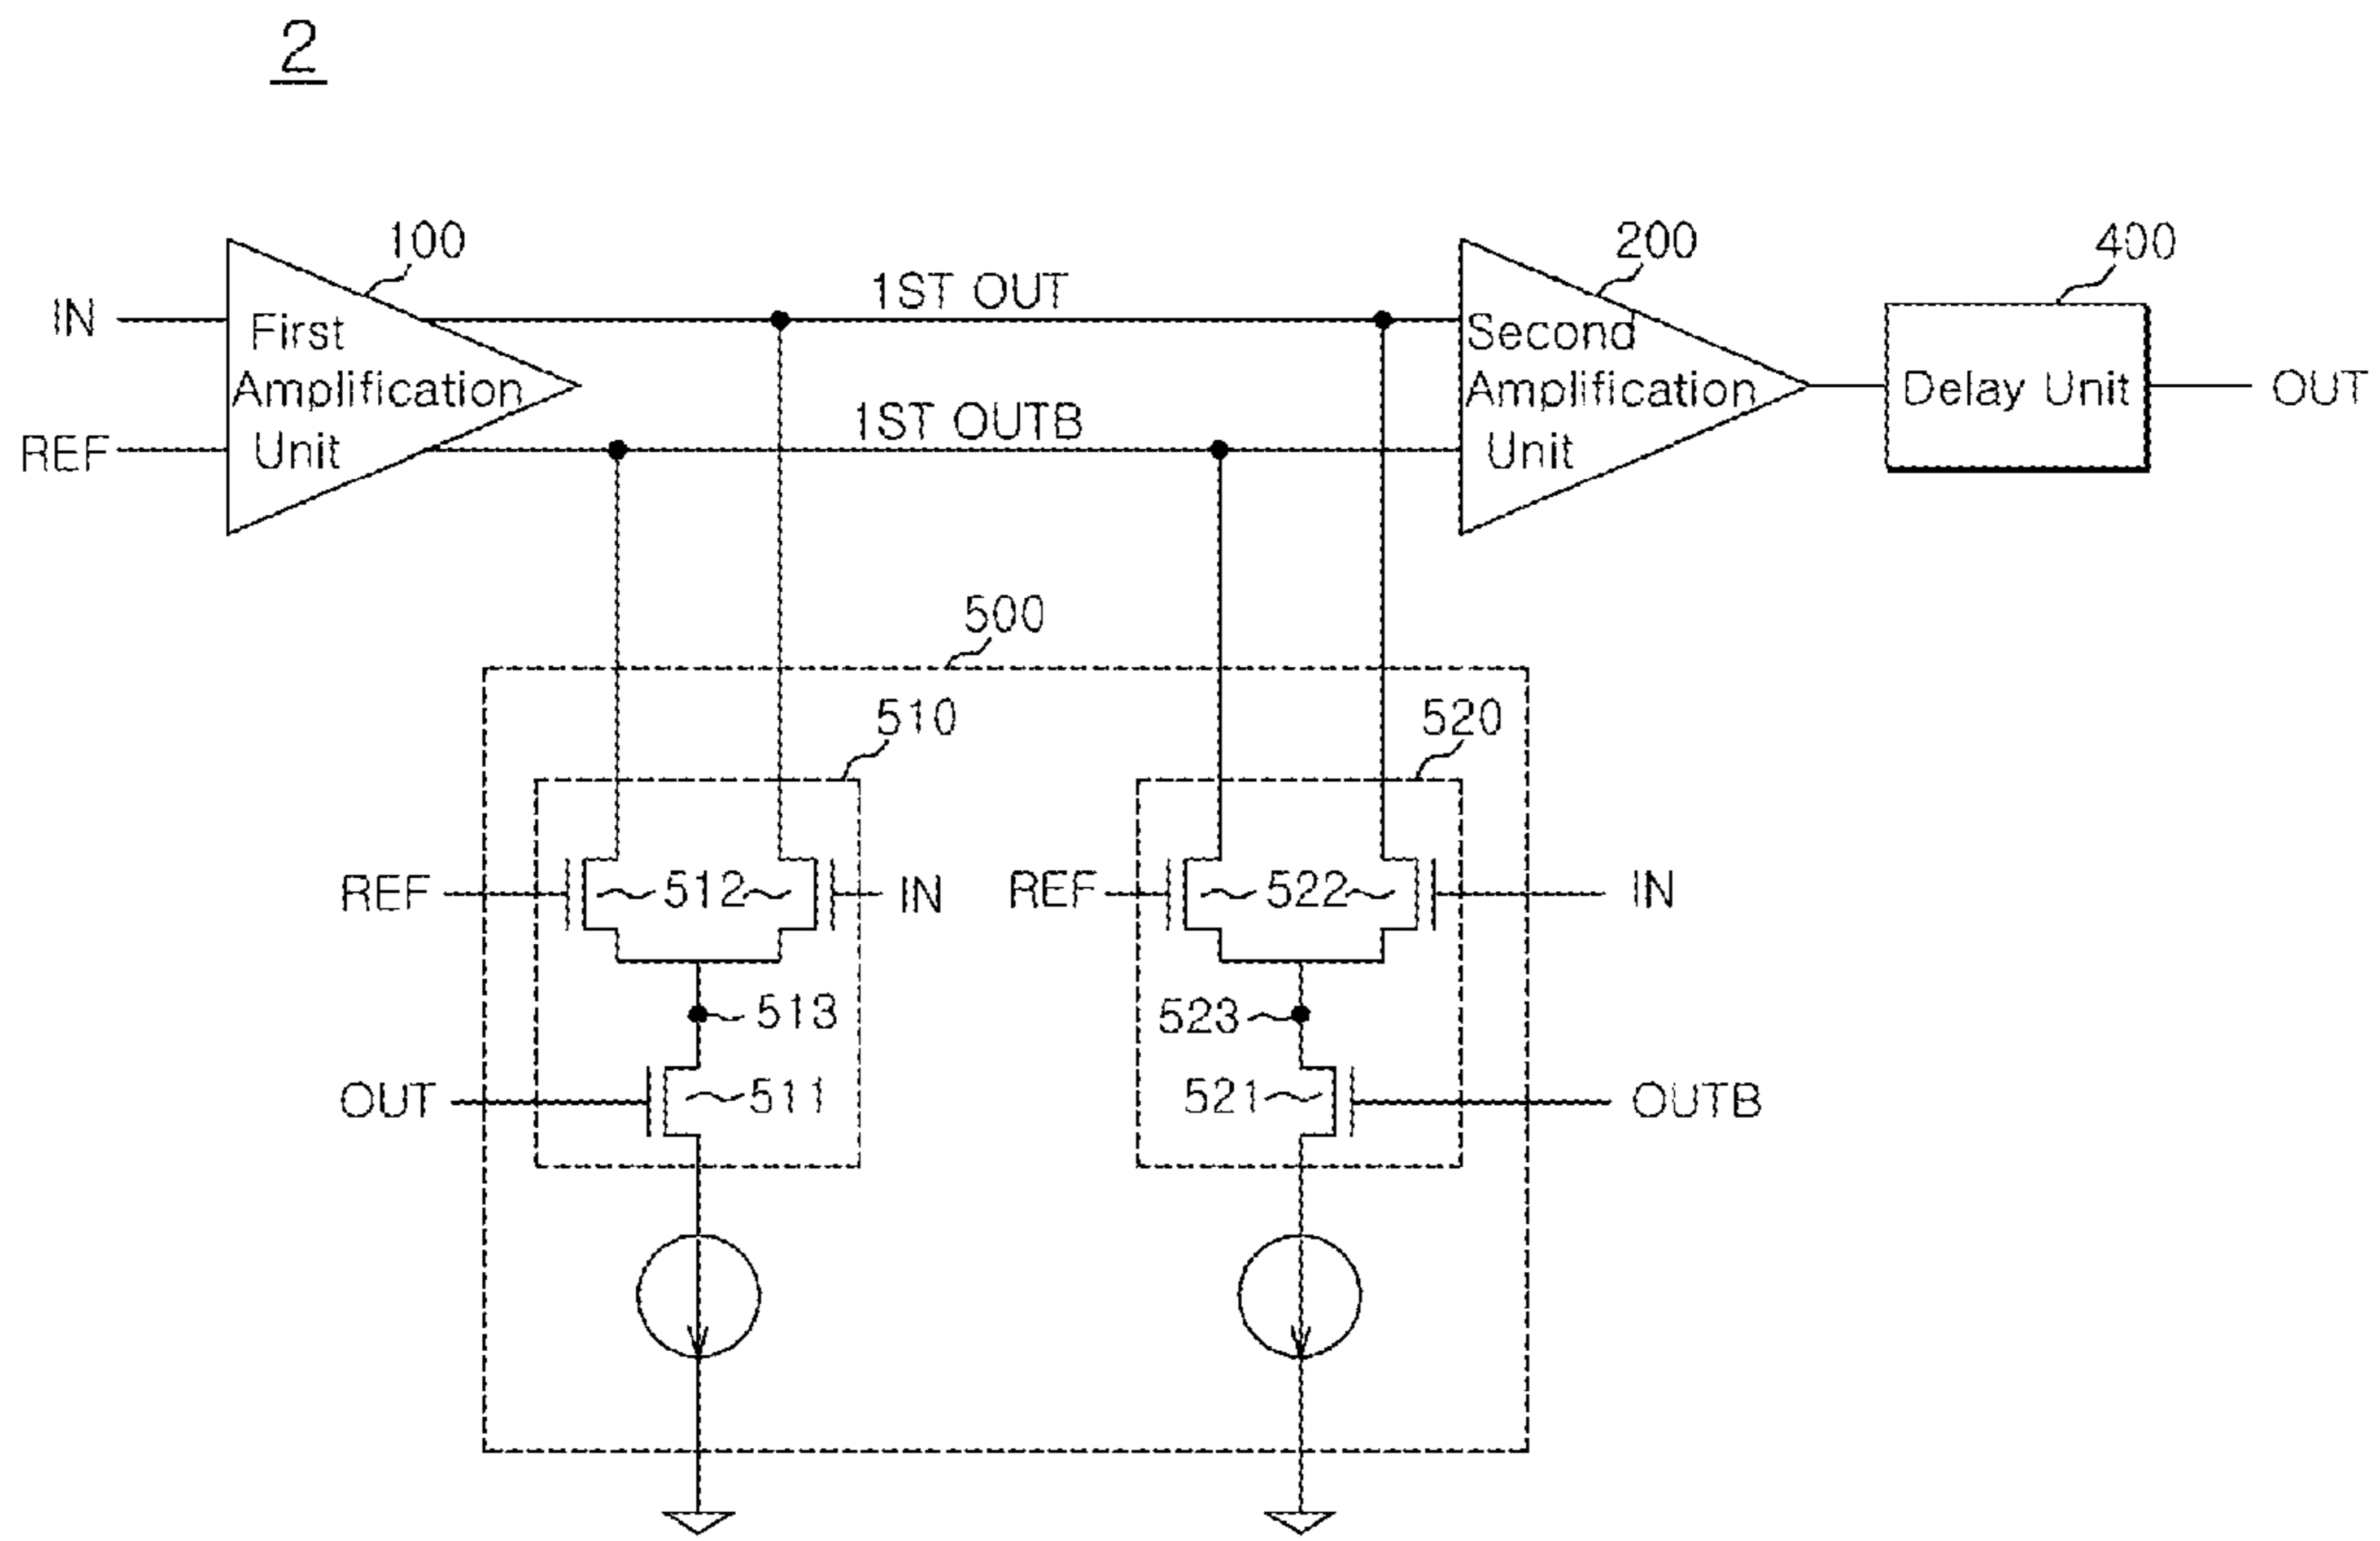 2
100
200
400
IN
First
Amplification
Unit
REF
1ST OUT
1ST OUTB
Second
Amplification
Unit
Delay Unit
OUT
500
510
520
REF
512
IN
REF
522
IN
513
523
OUT
511
521
OUTB